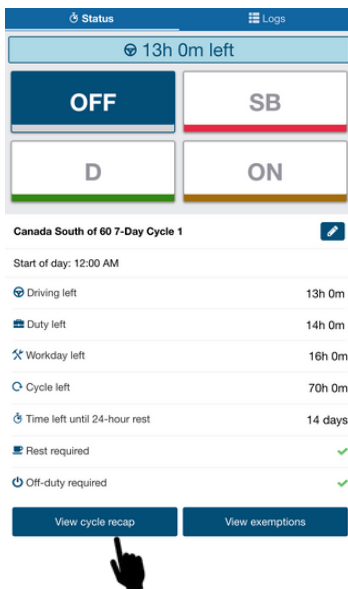 Status
Logs
13h 0m left
OFF
SB
D
ON
Canada South of 60 7-Day Cycle 1
Start of day: 12:00 AM
Driving left 13h 0m
Duty left 14h 0m
Workday left 16h 0m
Cycle left 70h 0m
Time left until 24-hour rest 14 days
Rest required
Off-duty required
View cycle recap
View exemptions